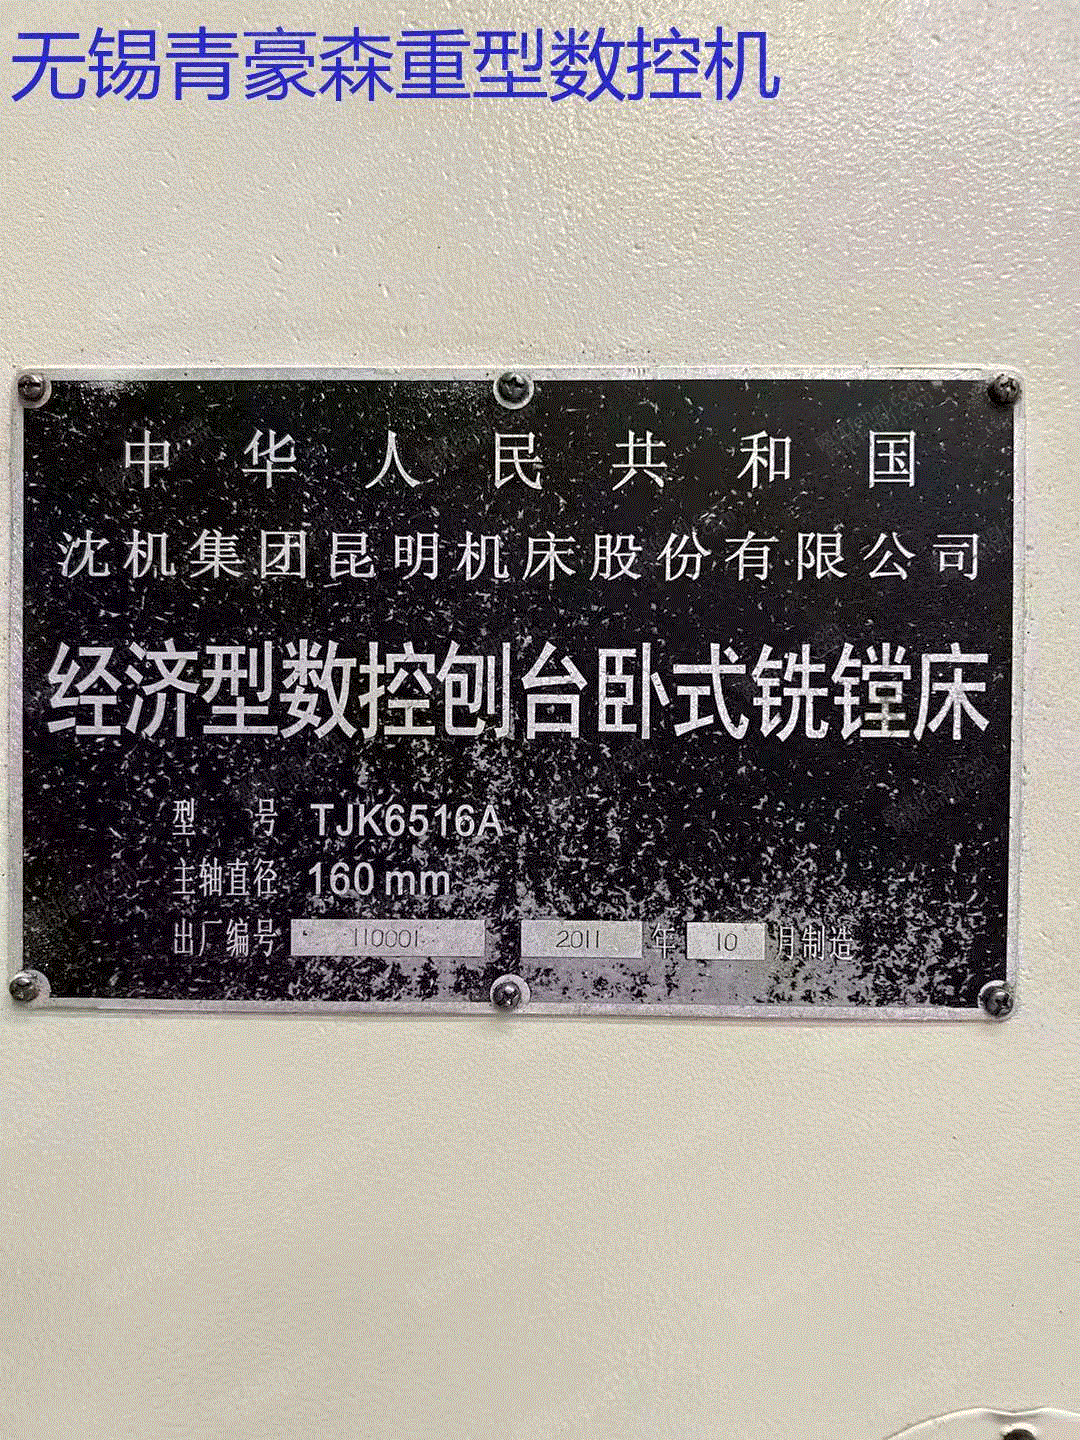 无锡青豪森重型数控机
中华人民共和国
沈机集团昆明机床股份有限公司
经济型数控刨台卧式铣镗床
型号 TJK6516A
主轴直径 160 mm
出厂编号 110001 2011 年 10 月制造